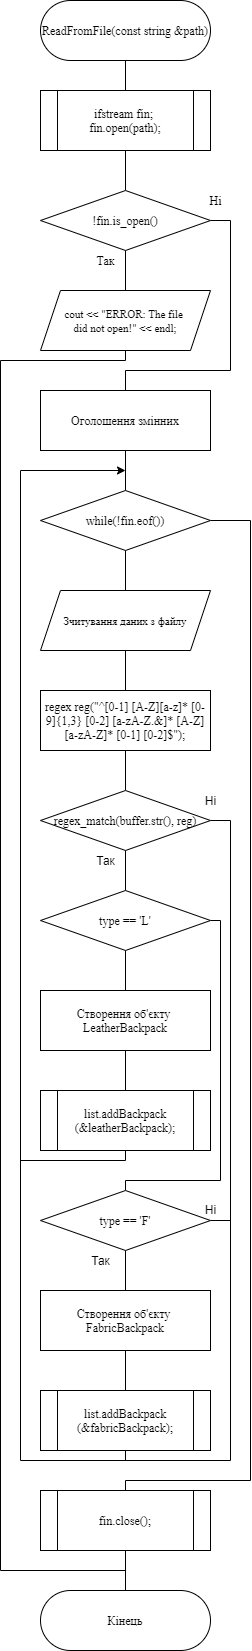 ReadFromFile(const string &path)
ifstream fin;
fin.open(path);
!fin.is_open()
Ні
Так
cout << "ERROR: The file
did not open!" << endl;
Оголошення змінних
while(!fin.eof())
Зчитування даних з файлу
regex reg("^[0-1] [A-Z][a-z]* [0-
9]{1,3} [0-2] [a-zA-Z.&]* [A-Z]
[a-zA-Z]* [0-1] [0-2]$");
Ні
regex_match(buffer.str(), reg)
Так
type == 'L'
Створення об'єкту
LeatherBackpack
list.addBackpack
(&leatherBackpack);
Ні
type == 'F'
Так
Створення об'єкту
FabricBackpack
list.addBackpack
(&fabricBackpack);
fin.close();
Кінець